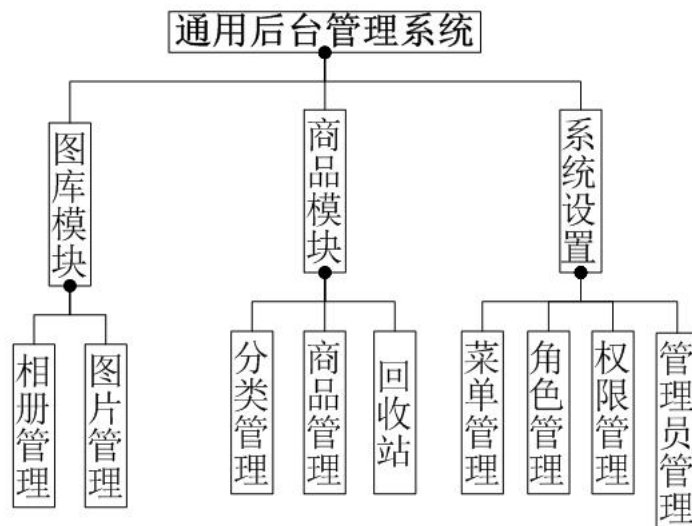 通用后台管理系统
图库模块
商品模块
系统设置
相册管理
图片管理
分类管理
商品管理
回收站
菜单管理
角色管理
权限管理
管理员管理